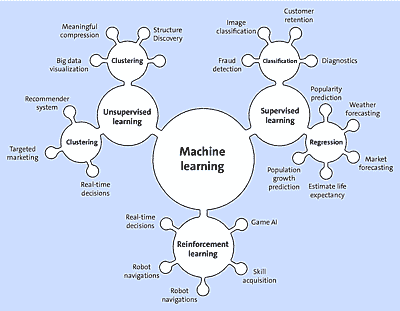 Meaningful
compression
Structure
Discovery
Big data
visualization
Clustering
Recommender
system
Unsupervised
learning
Clustering
Targeted
marketing
Real-time
decisions
Machine
learning
Image
classification
Customer
retention
Fraud
detection
Classification
Diagnostics
Supervised
learning
Popularity
prediction
Weather
forecasting
Regression
Population
growth
prediction
Estimate life
expectancy
Market
forecasting
Real-time
decisions
Game AI
Reinforcement
learning
Robot
navigations
Robot
navigations
Skill
acquisition